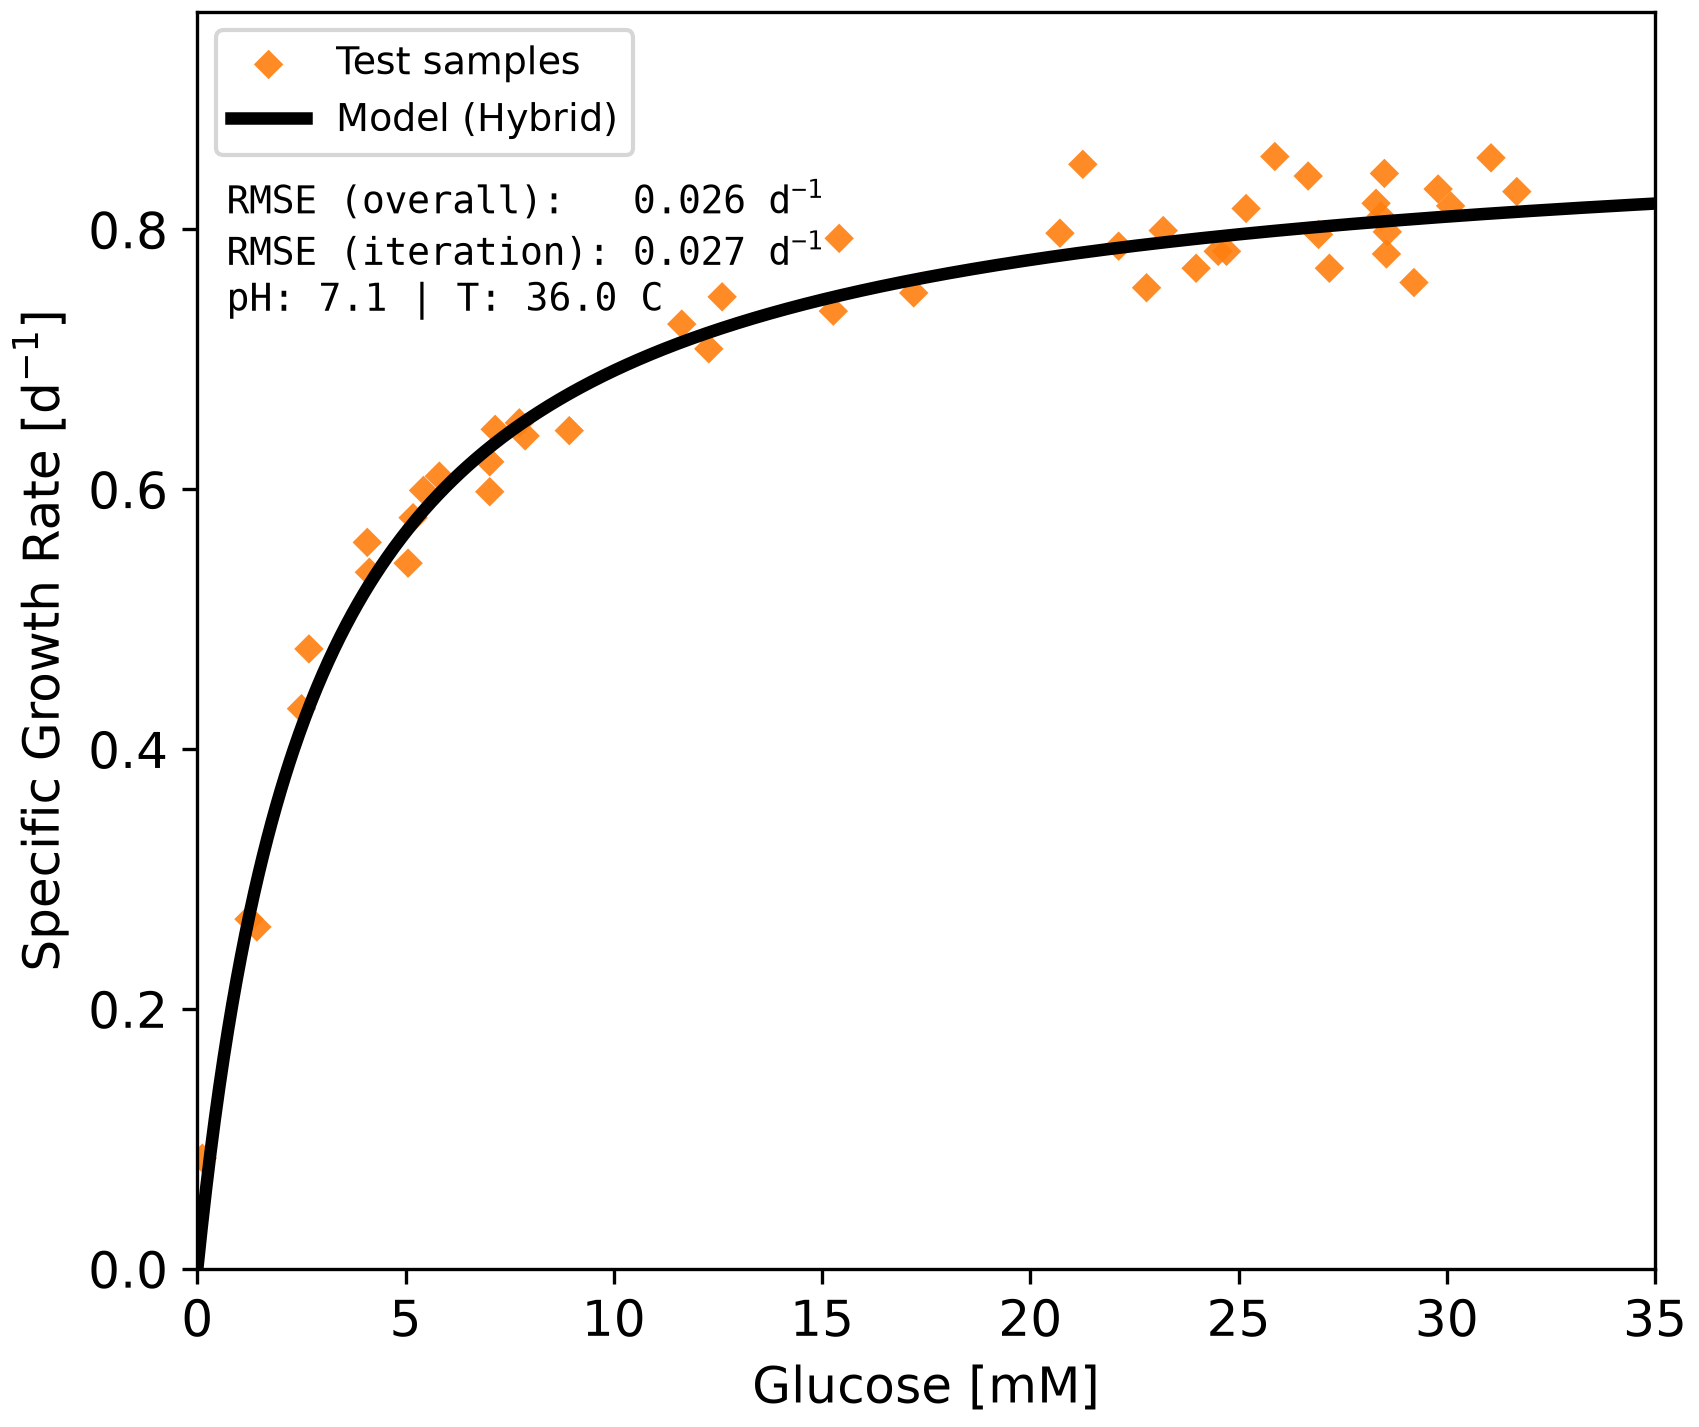 Test samples
Model (Hybrid)
RMSE (overall):   0.026 d⁻¹
RMSE (iteration): 0.027 d⁻¹
pH: 7.1 | T: 36.0 C
Specific Growth Rate [d⁻¹]
0.8
0.6
0.4
0.2
0.0
0 5 10 15 20 25 30 35
Glucose [mM]